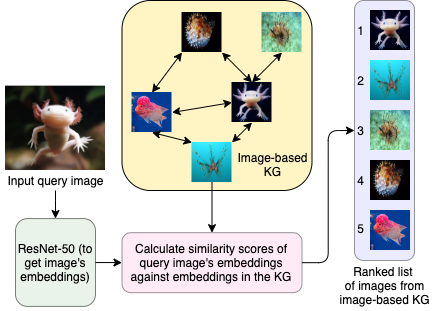 Image-based
KG
Input query image
ResNet-50 (to
get image's
embeddings)
Calculate similarity scores of
query image's embeddings
against embeddings in the KG
1
2
3
4
5
Ranked list
of images from
image-based KG